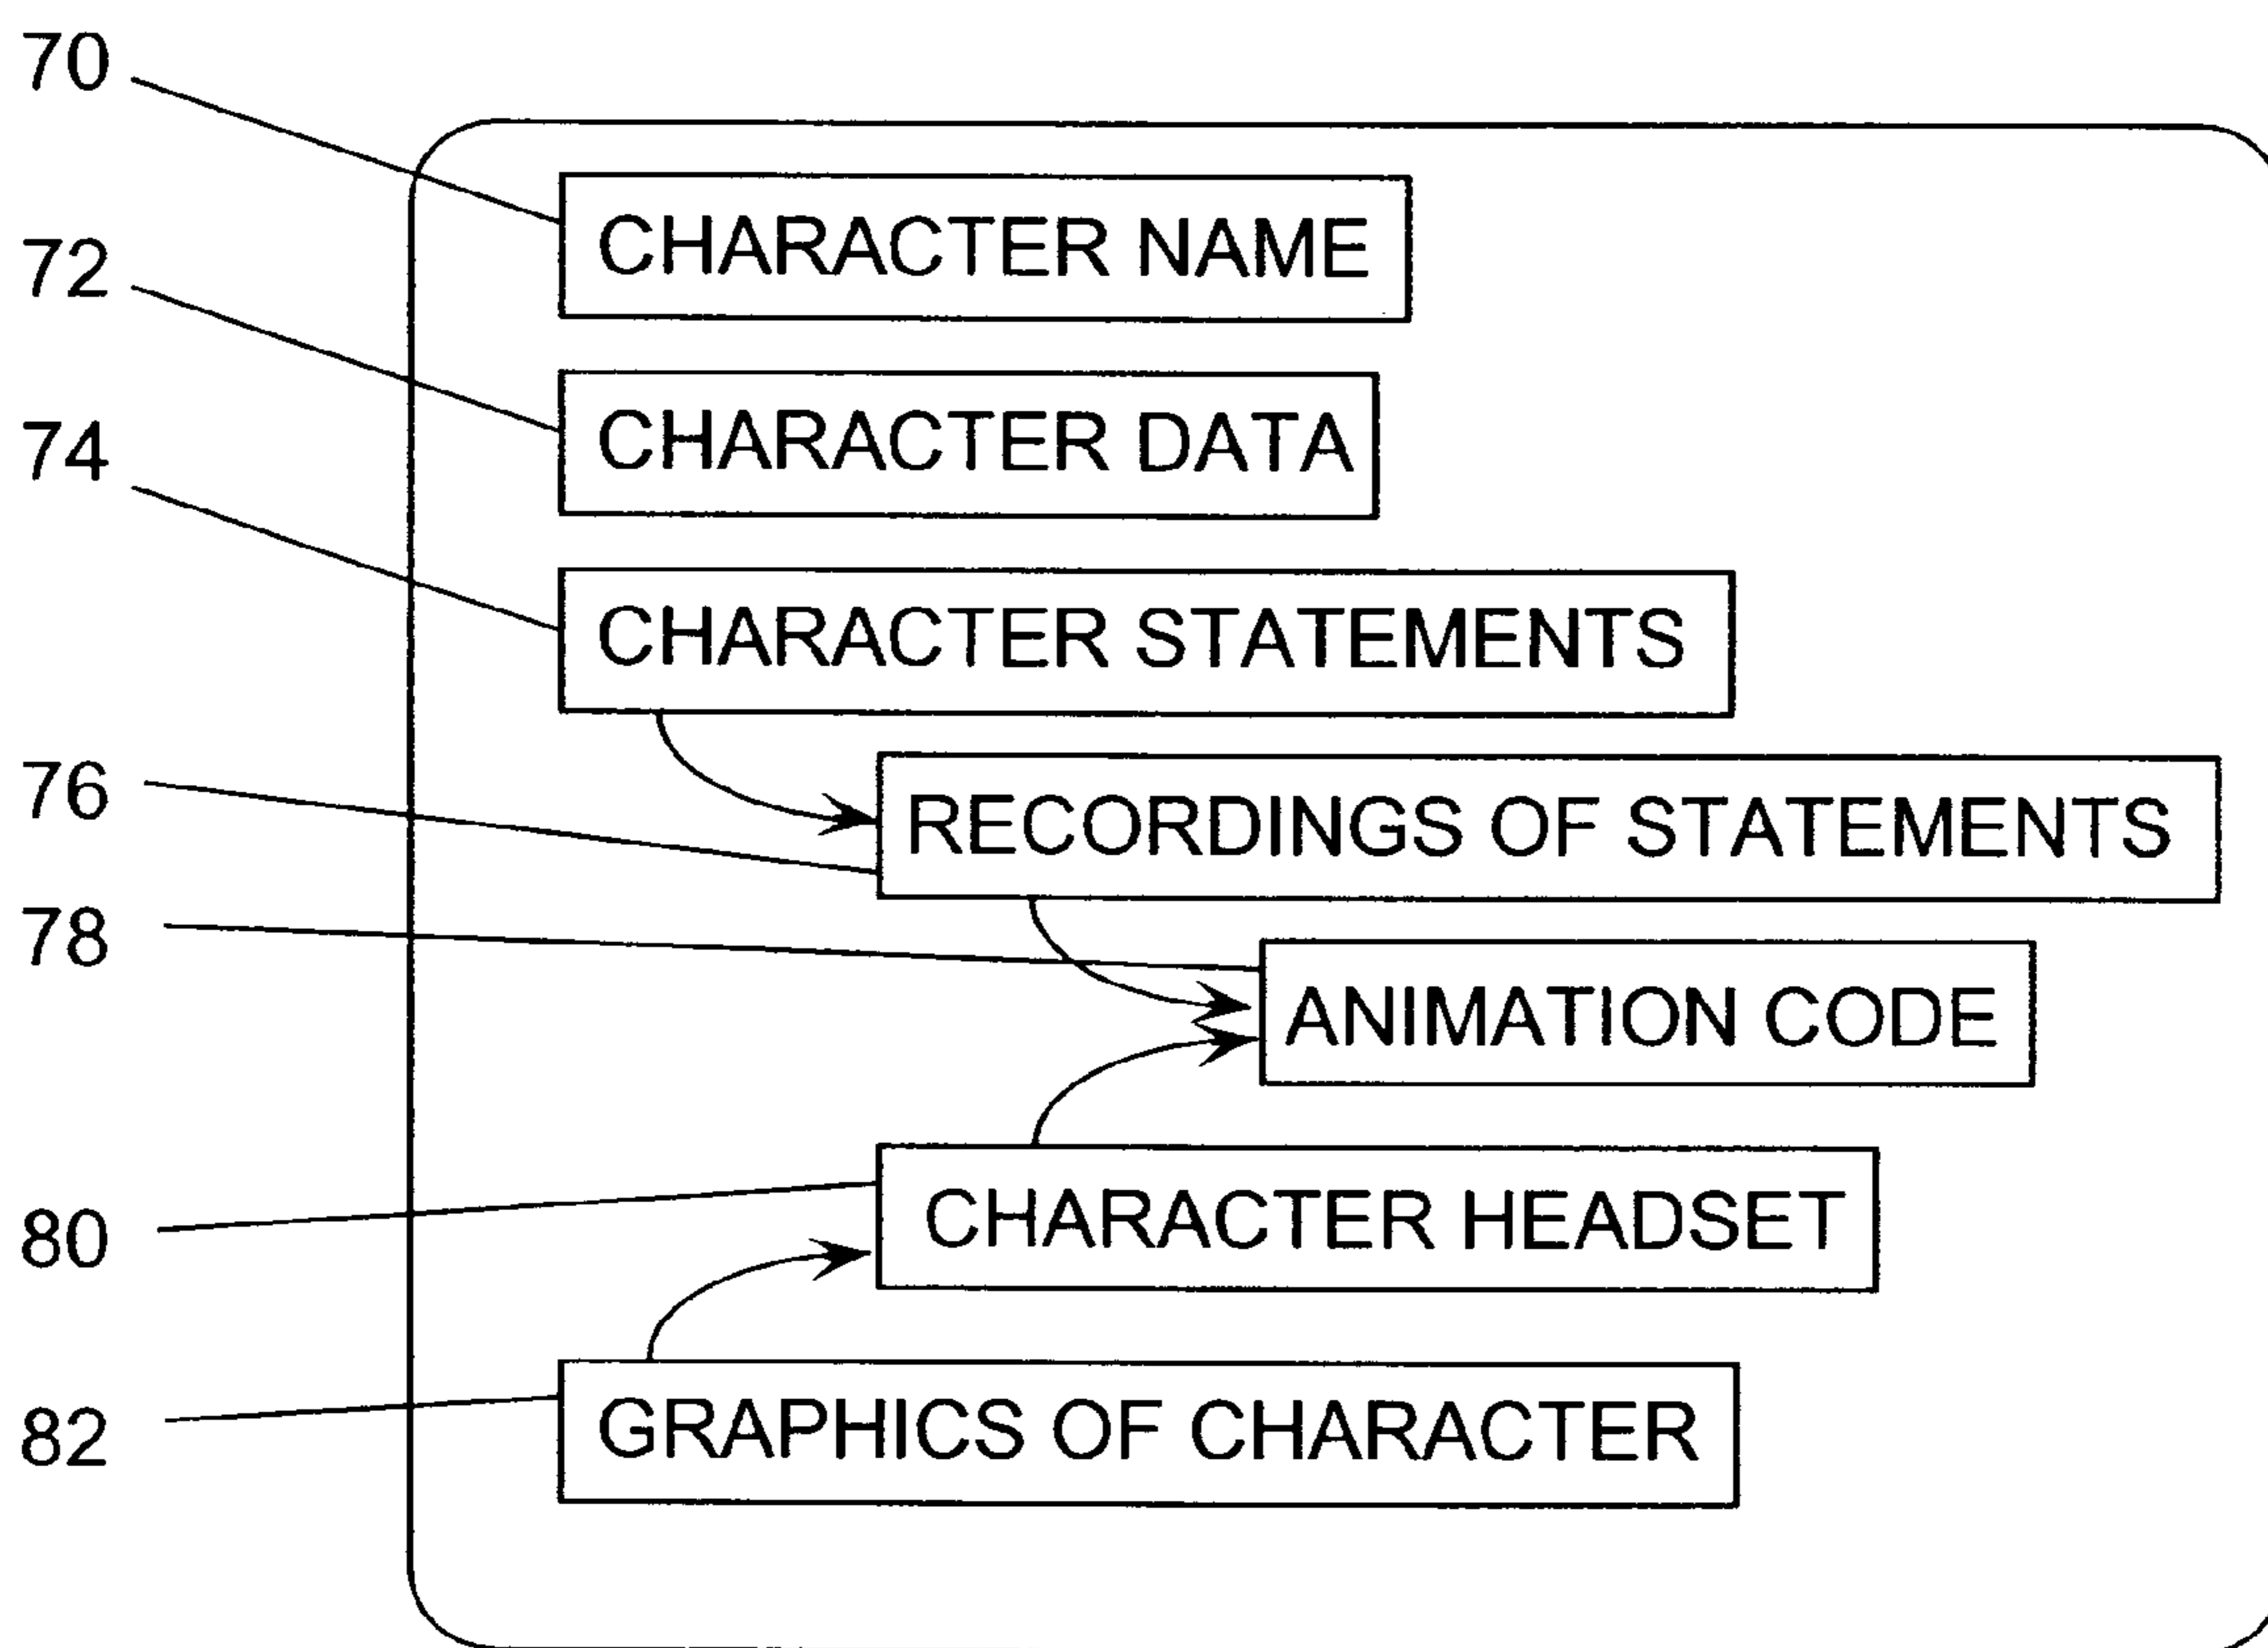 70
CHARACTER NAME
72
CHARACTER DATA
74
CHARACTER STATEMENTS
76
RECORDINGS OF STATEMENTS
78
ANIMATION CODE
80
CHARACTER HEADSET
82
GRAPHICS OF CHARACTER